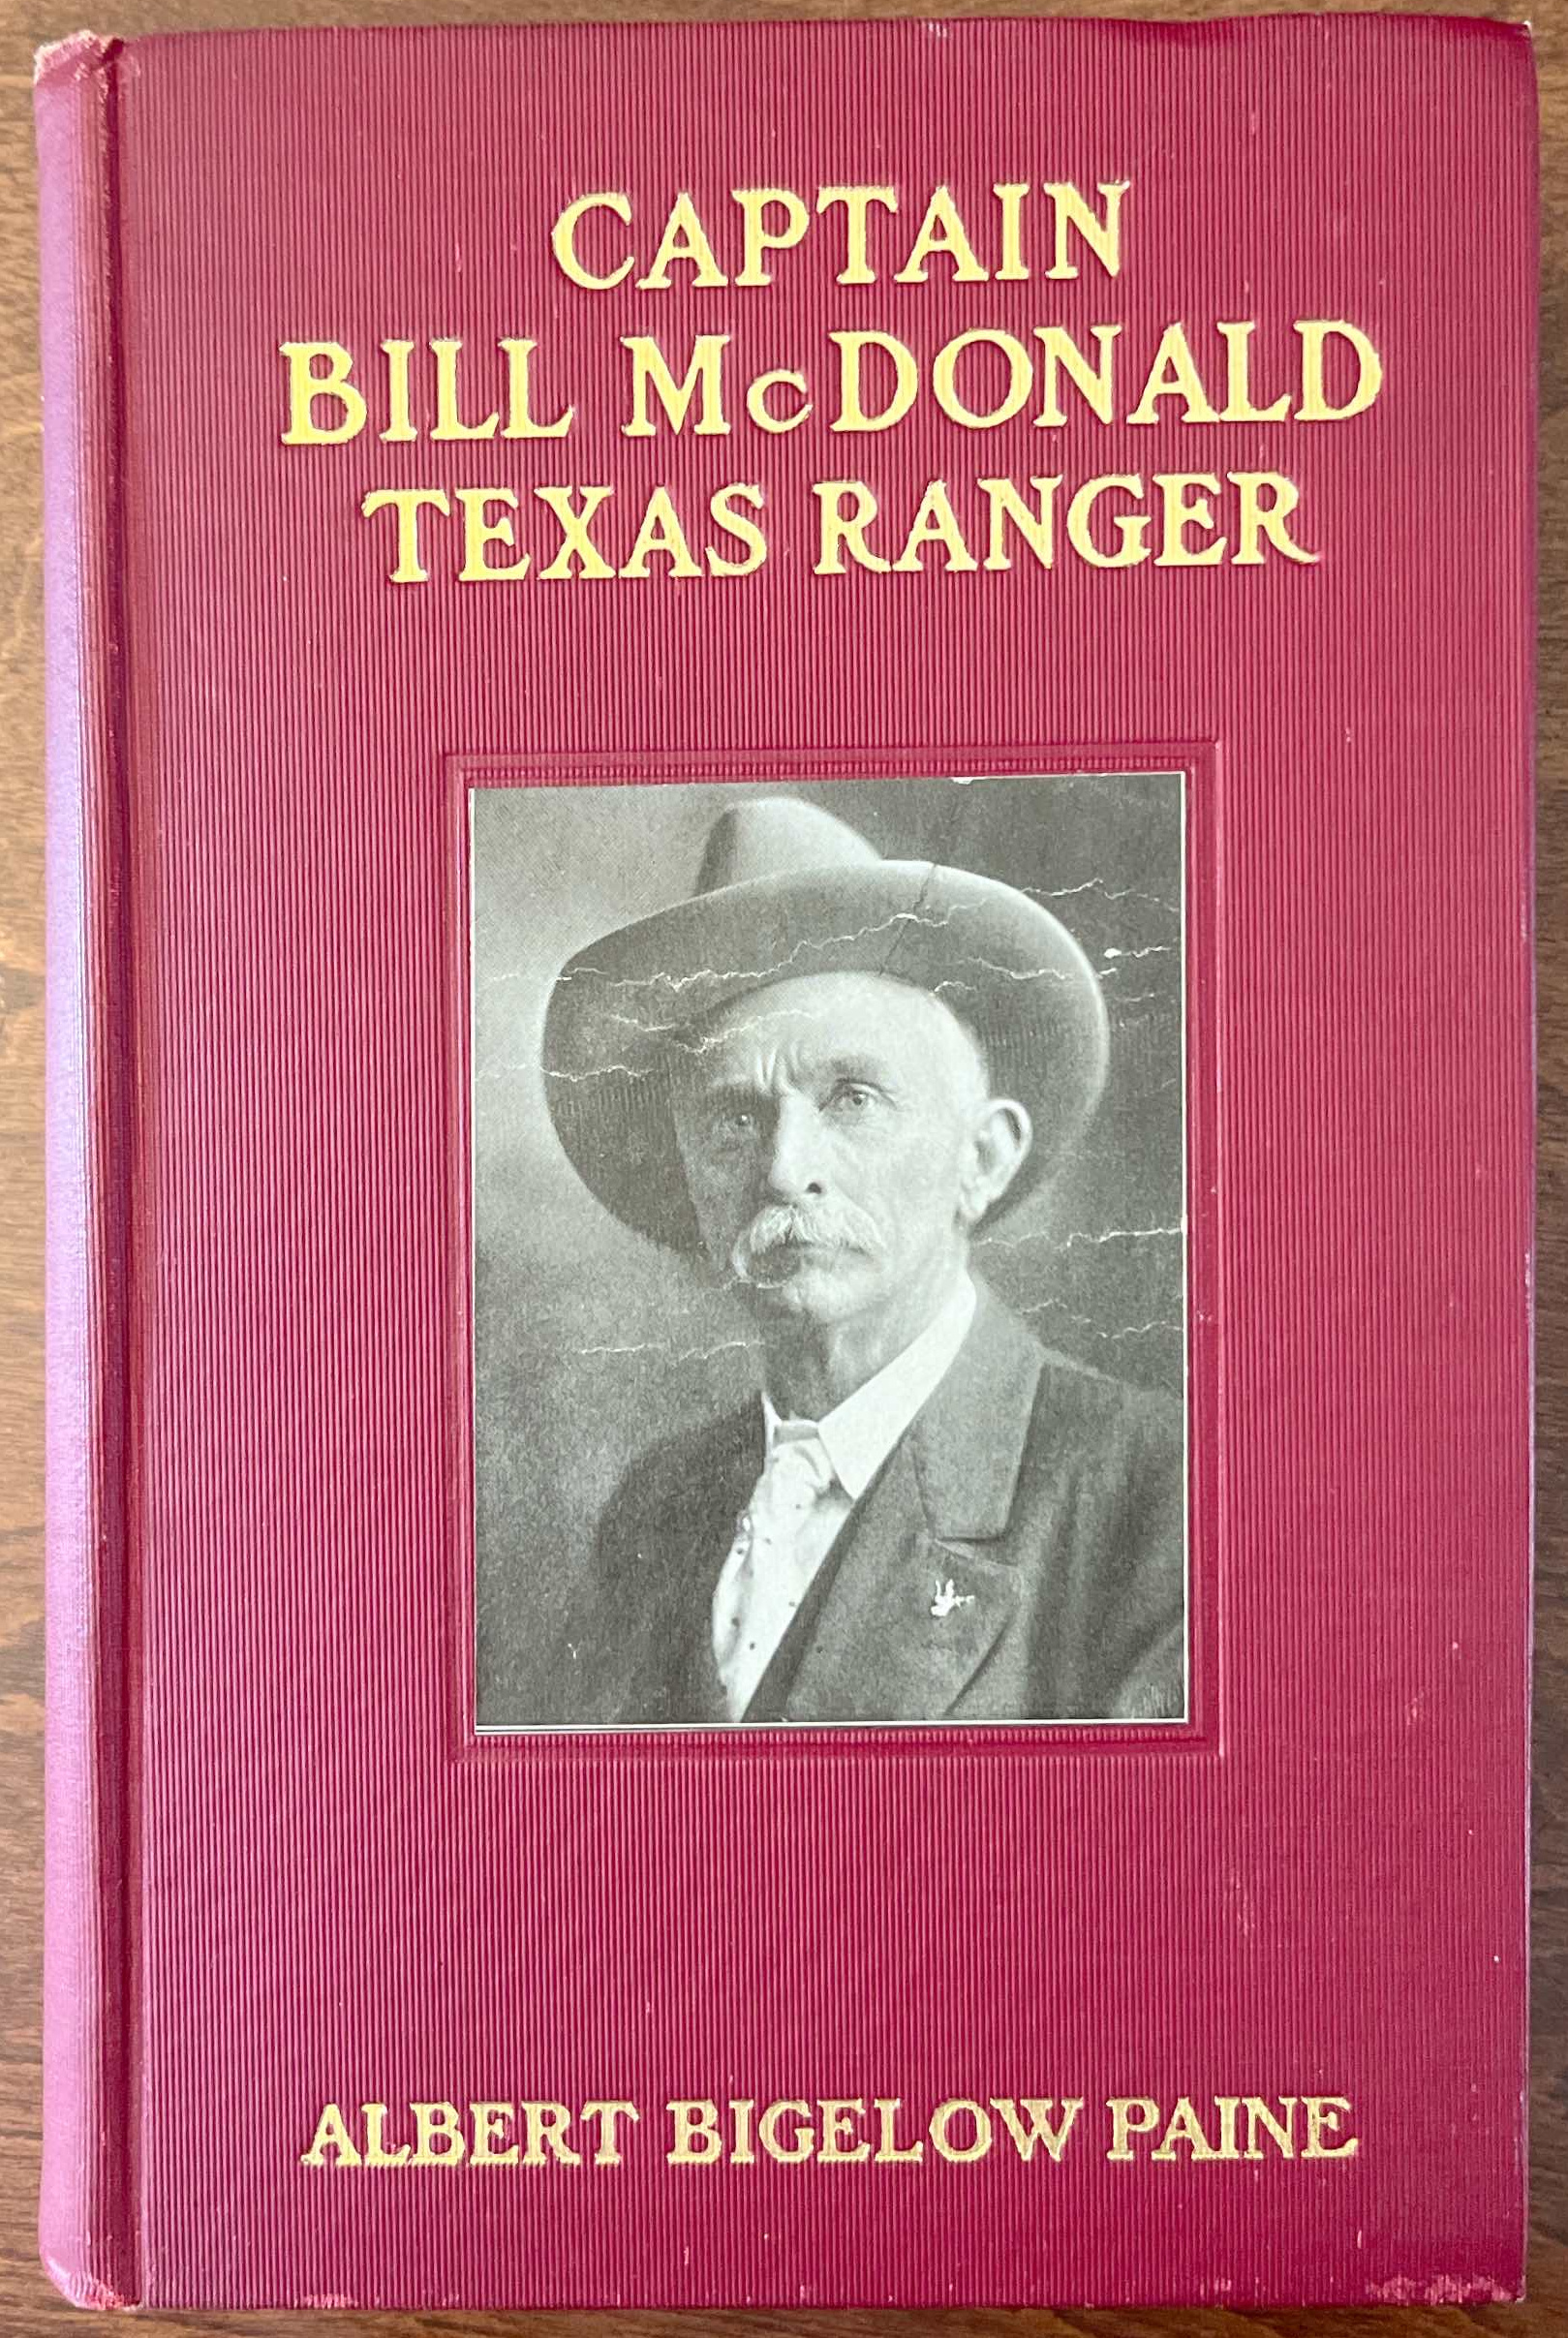 CAPTAIN
BILL McDONALD
TEXAS RANGER
ALBERT BIGELOW PAINE